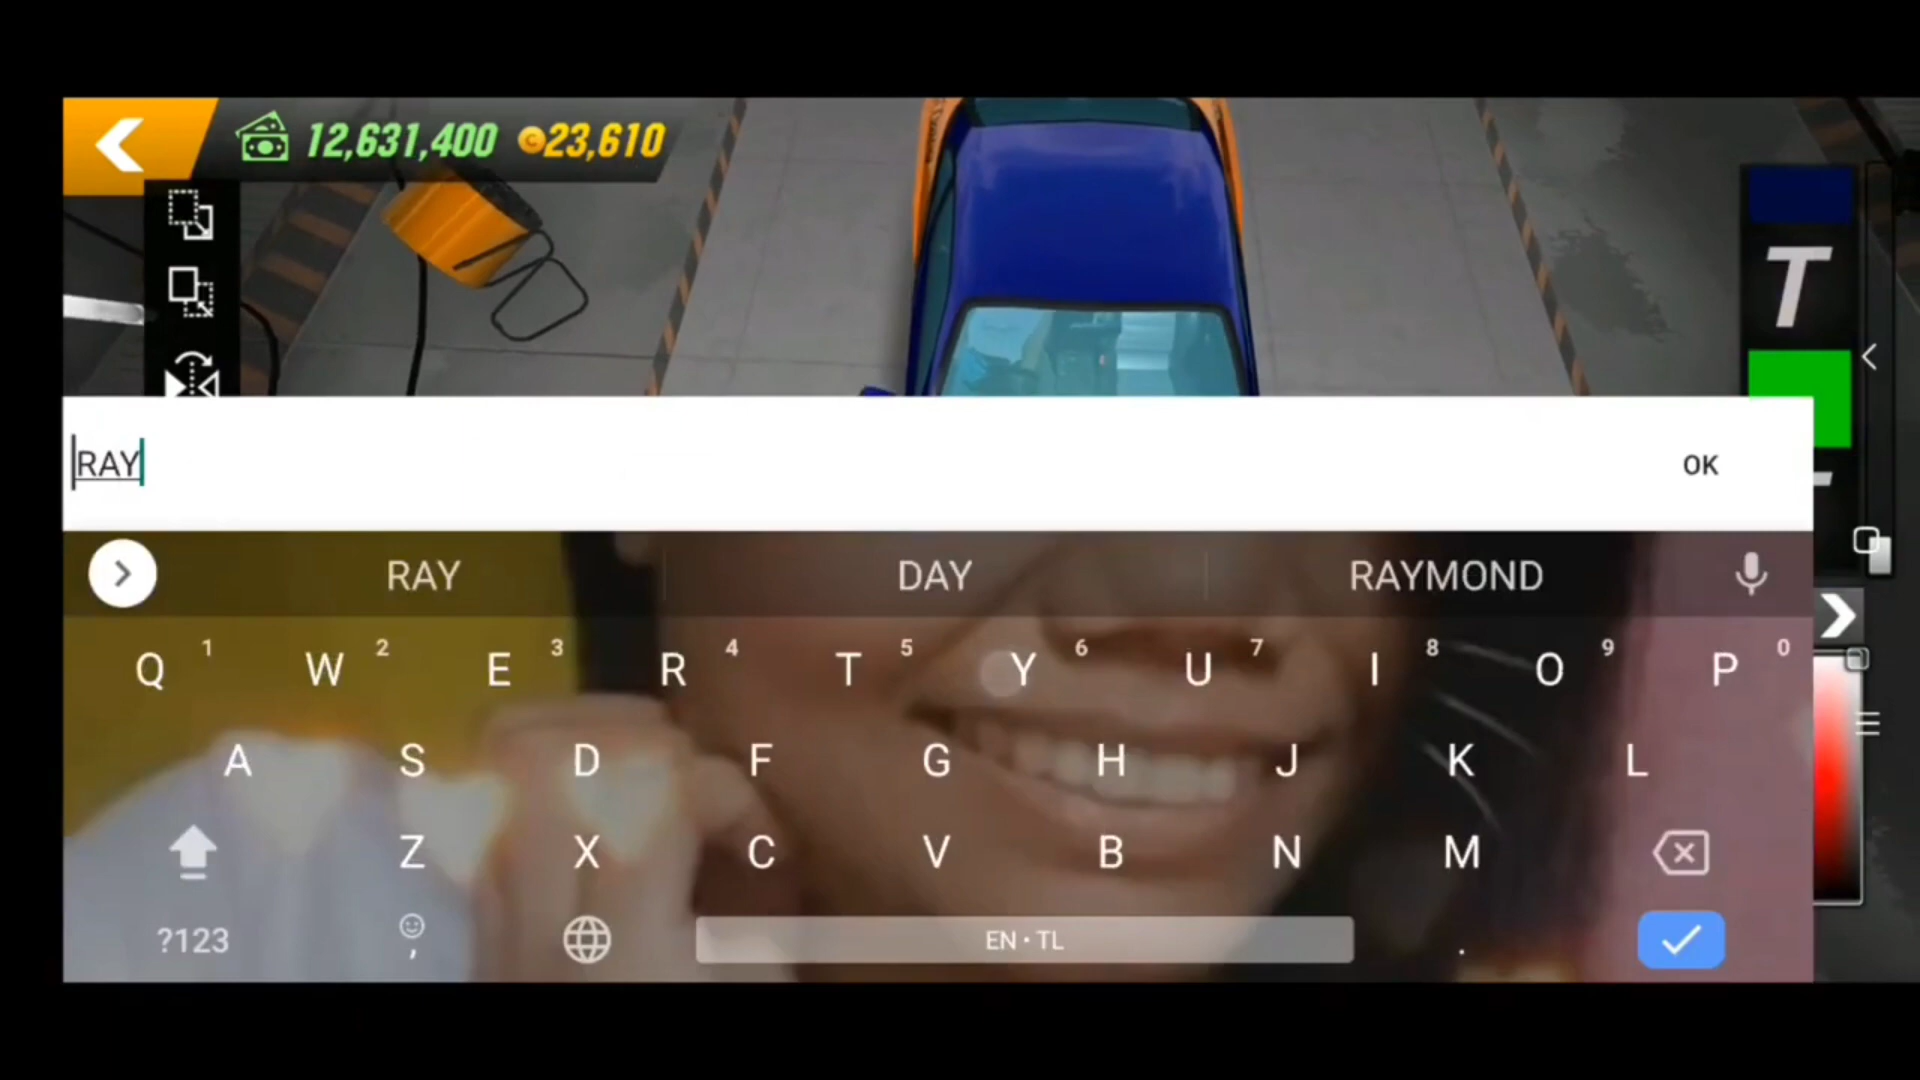 12,631,400 C 23,610
T
RAY
OK
RAY DAY RAYMOND
Q 1 W 2 E 3 R 4 T 5 Y 6 U 7 I 8 O 9 P 0
A S D F G H J K L
Z X C V B N M
?123 , EN • TL .